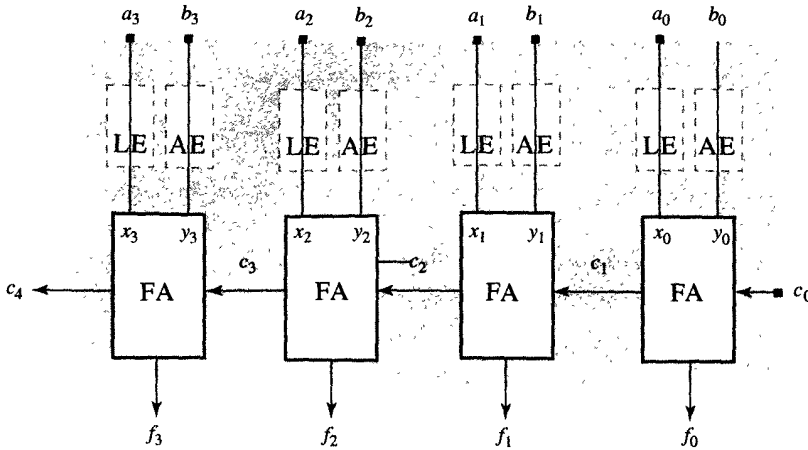 a3 b3 a2 b2 a1 b1 a0 b0
LE AE LE AE LE AE LE AE
x3 y3 x2 y2 x1 y1 x0 y0
c3 c2 c1
c4 FA FA FA FA c0
f3 f2 f1 f0